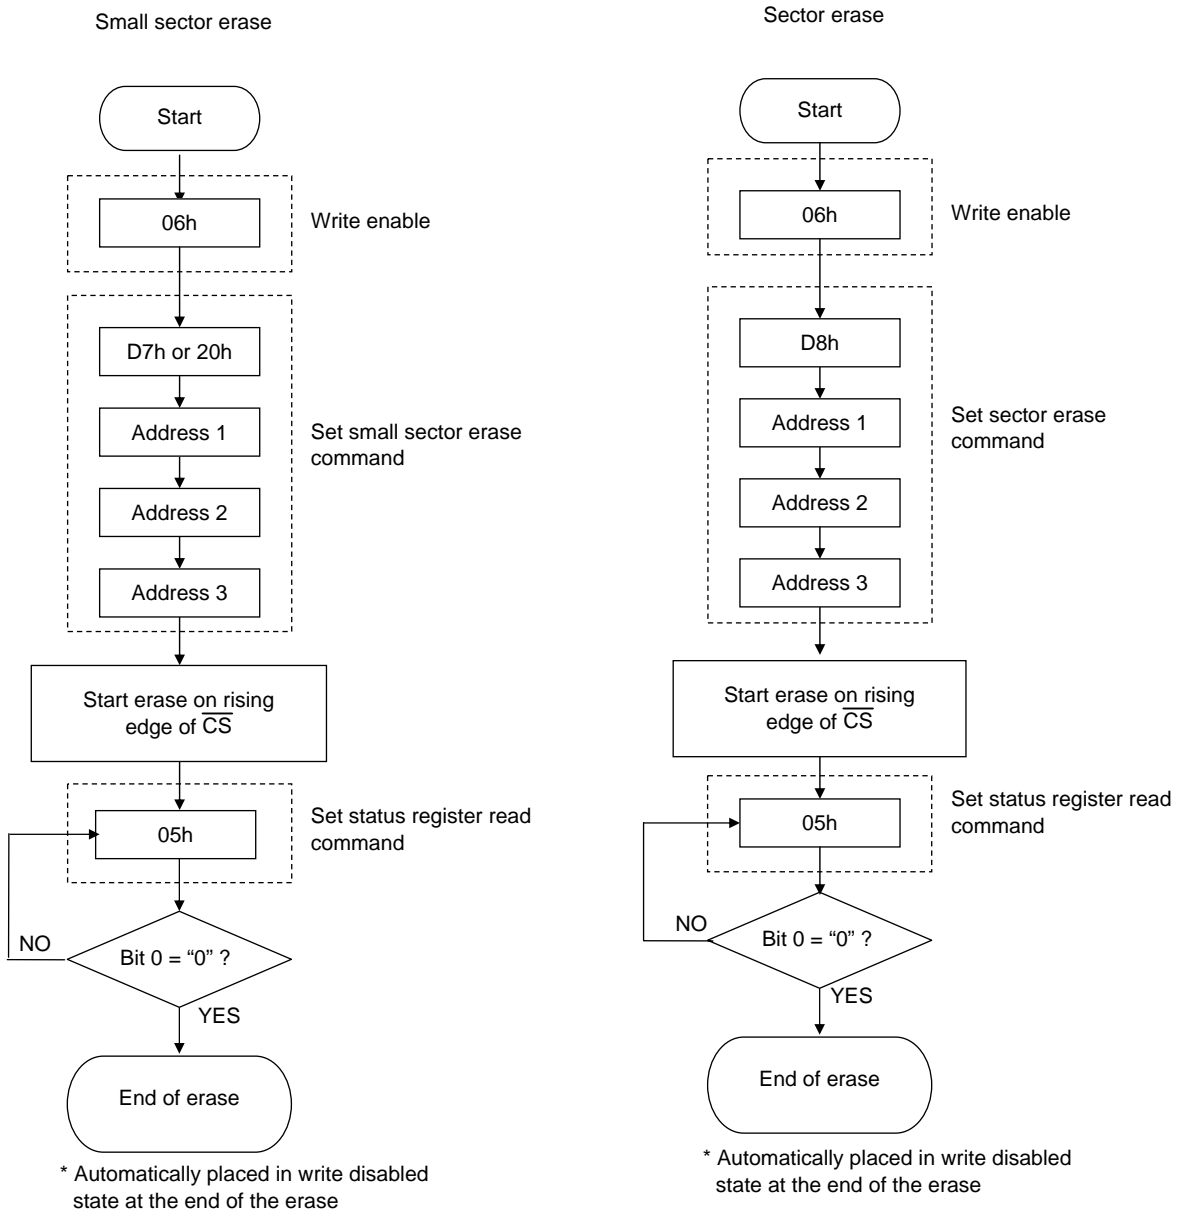 Small sector erase
Start
06h
Write enable
D7h or 20h
Address 1
Address 2
Address 3
Set small sector erase
command
Start erase on rising
edge of C̅S̅
05h
Set status register read
command
Bit 0 = “0” ?
NO
YES
End of erase
* Automatically placed in write disabled
state at the end of the erase
Sector erase
Start
06h
Write enable
D8h
Address 1
Address 2
Address 3
Set sector erase
command
Start erase on rising
edge of C̅S̅
05h
Set status register read
command
Bit 0 = “0” ?
NO
YES
End of erase
* Automatically placed in write disabled
state at the end of the erase